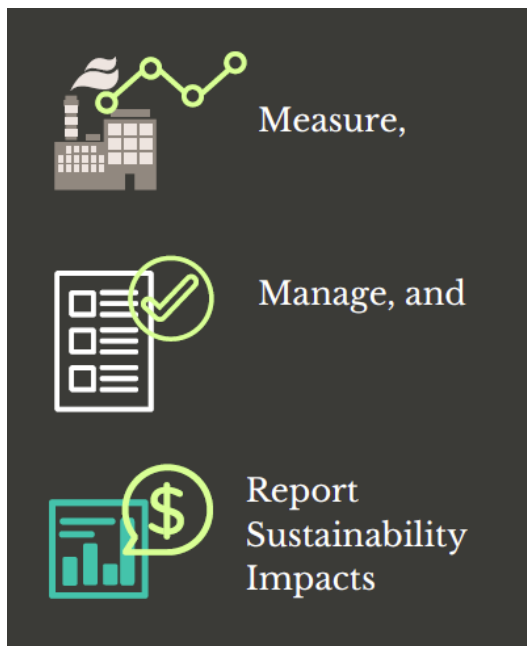 Measure,
Manage, and
$
Report
Sustainability
Impacts